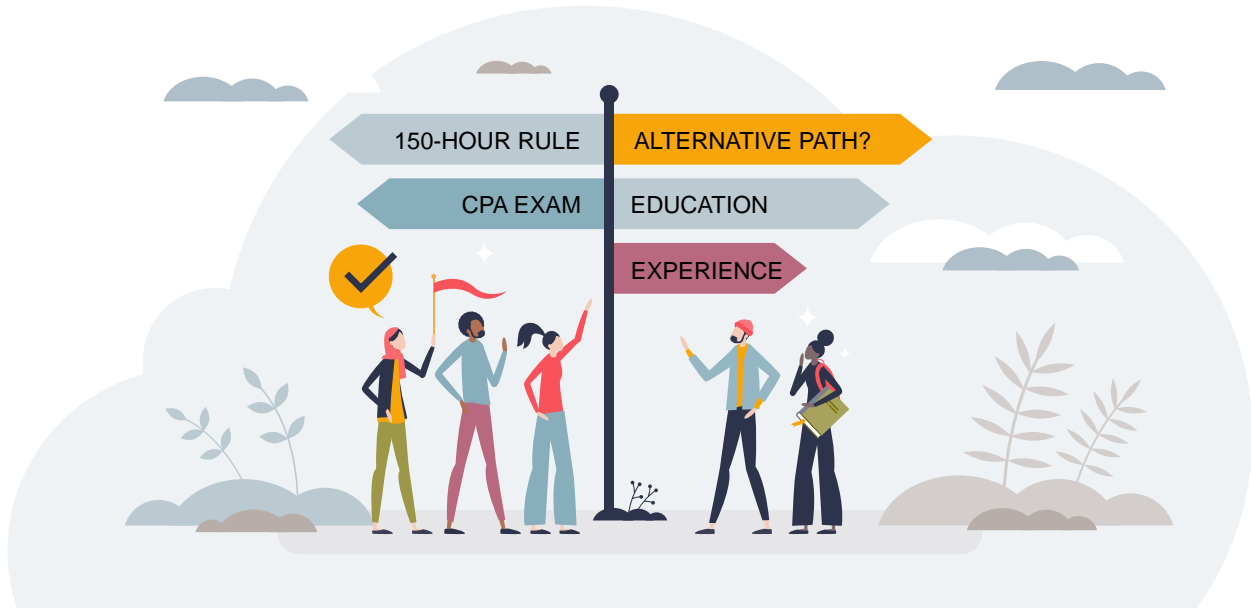 150-HOUR RULE
ALTERNATIVE PATH?
CPA EXAM
EDUCATION
EXPERIENCE